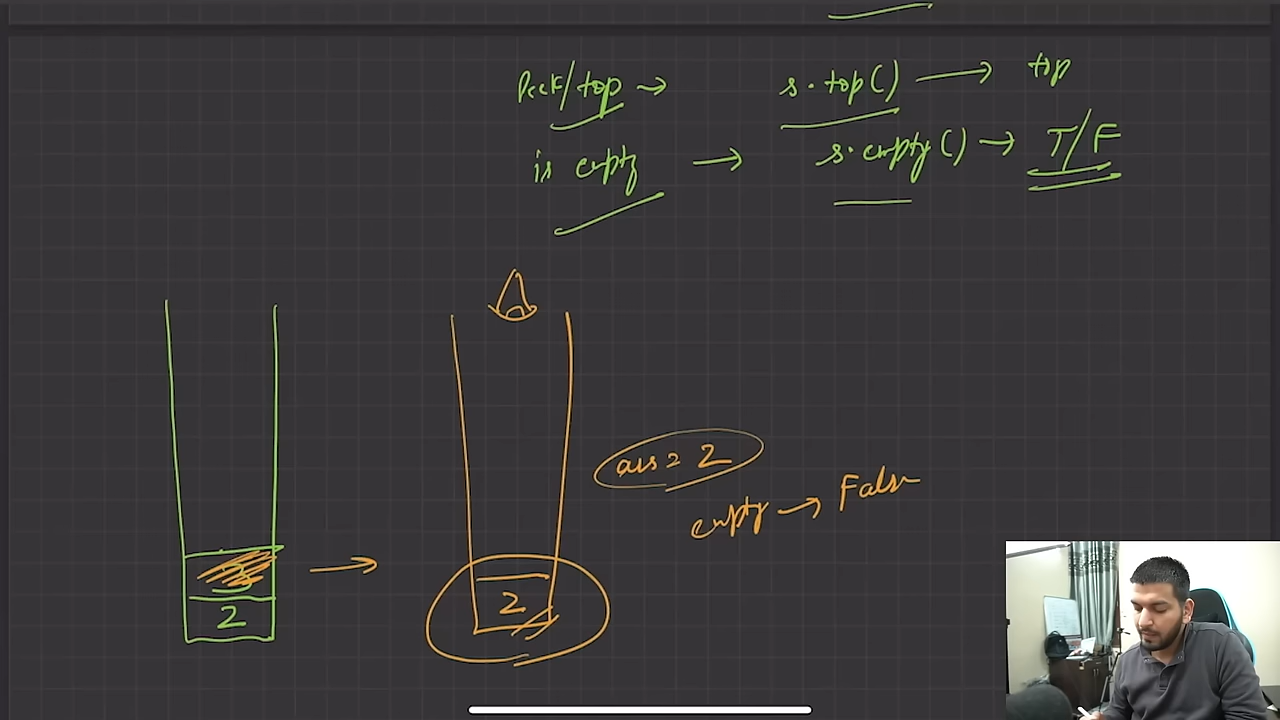 Peek/top → s.top() → top
is empty → s.empty() → T/F
ans = 2
empty → False
2
2